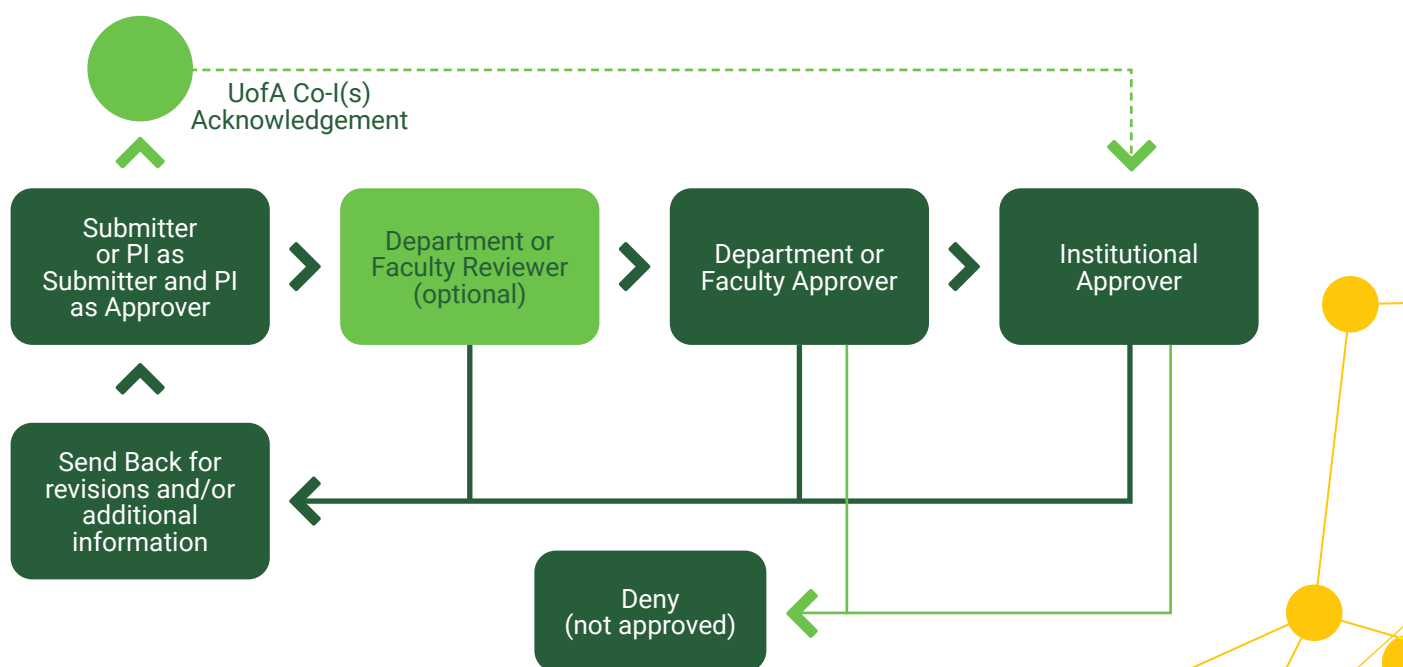 UofA Co-I(s)
Acknowledgement
Submitter
or PI as
Submitter and PI
as Approver
Department or
Faculty Reviewer
(optional)
Department or
Faculty Approver
Institutional
Approver
Send Back for
revisions and/or
additional
information
Deny
(not approved)